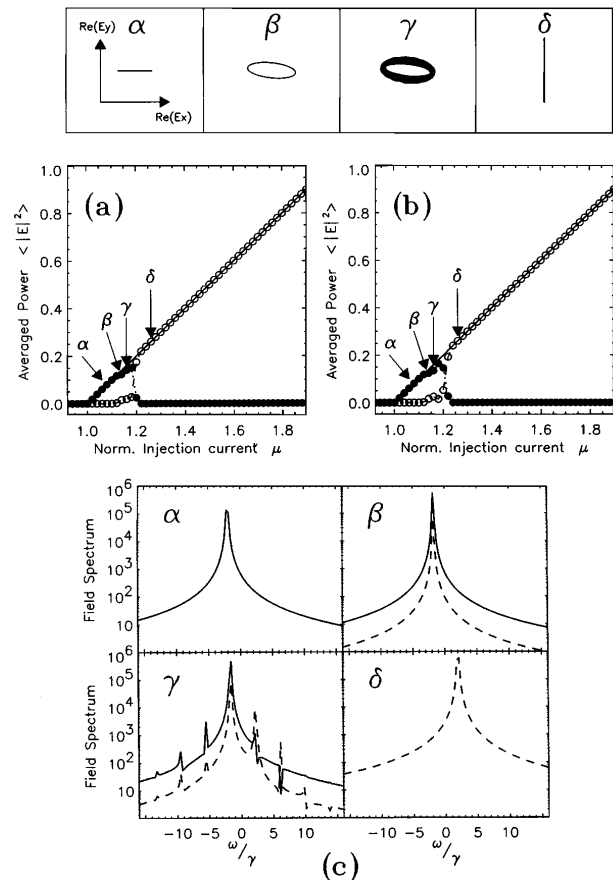 α β γ δ
Re(Ey)
Re(Ex)
(a) (b)
Averaged Power < |E|² >
1.0
0.8
0.6
0.4
0.2
0.0
α β γ δ
1.0 1.2 1.4 1.6 1.8
Norm. Injection current μ
Averaged Power < |E|² >
1.0
0.8
0.6
0.4
0.2
0.0
α β γ δ
1.0 1.2 1.4 1.6 1.8
Norm. Injection current μ
Field Spectrum
10⁶
10⁵
10⁴
10³
10²
10
α β
Field Spectrum
10⁶
10⁵
10⁴
10³
10²
10
γ δ
-10 -5 0 5 10
ω/γ
-10 -5 0 5 10
ω/γ
(c)